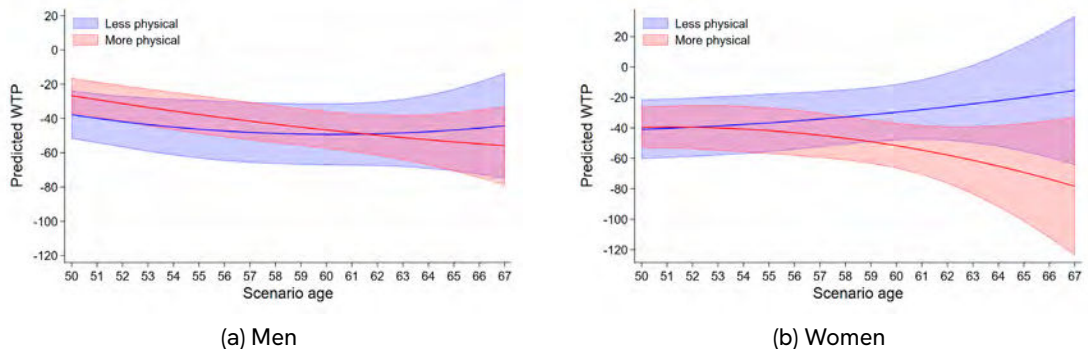 20
0
-20
-40
-60
-80
-100
-120
Predicted WTP
Less physical
More physical
50 51 52 53 54 55 56 57 58 59 60 61 62 63 64 65 66 67
Scenario age
(a) Men
20
0
-20
-40
-60
-80
-100
-120
Predicted WTP
Less physical
More physical
50 51 52 53 54 55 56 57 58 59 60 61 62 63 64 65 66 67
Scenario age
(b) Women